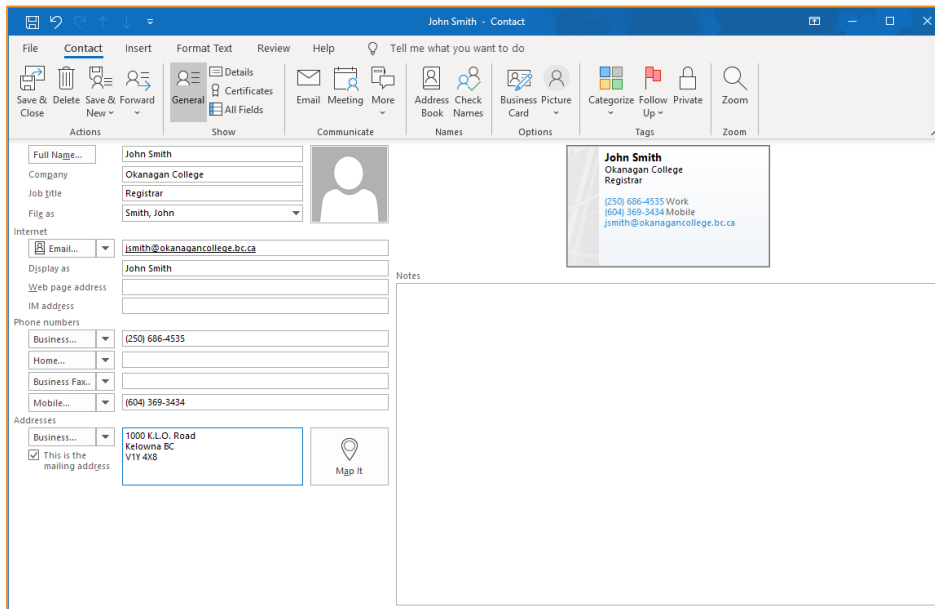 John Smith - Contact
File Contact Insert Format Text Review Help Tell me what you want to do
Save & Close
Delete
Save & New
Forward
Actions
General
Details
Certificates
All Fields
Show
Email
Meeting
More
Communicate
Address Book
Check Names
Names
Business Card
Picture
Options
Categorize
Follow Up
Private
Tags
Zoom
Zoom
Full Name... John Smith
Company Okanagan College
Job title Registrar
File as Smith, John
Internet
Email... jsmith@okanagancollege.bc.ca
Display as John Smith
Web page address
IM address
Phone numbers
Business... (250) 686-4535
Home...
Business Fax..
Mobile... (604) 369-3434
Addresses
Business...
This is the
mailing address
1000 K.L.O. Road
Kelowna BC
V1Y 4X8
Map It
John Smith
Okanagan College
Registrar
(250) 686-4535 Work
(604) 369-3434 Mobile
jsmith@okanagancollege.bc.ca
Notes